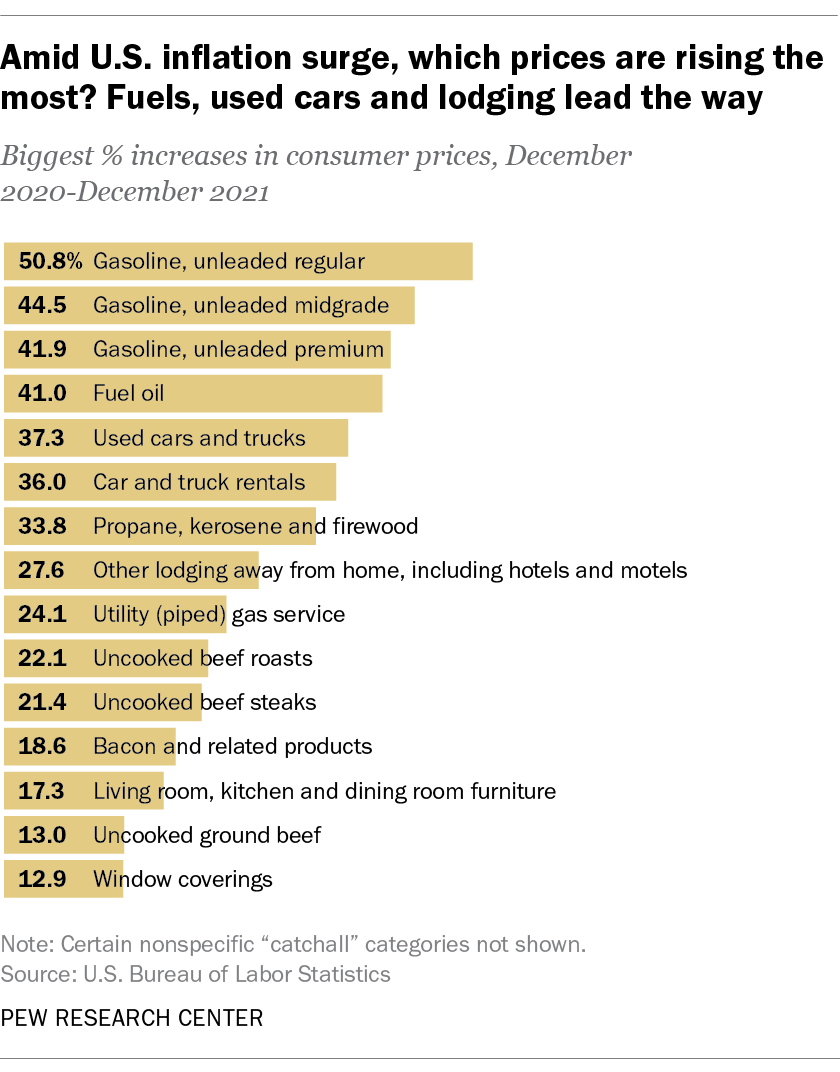 Amid U.S. inflation surge, which prices are rising the
most? Fuels, used cars and lodging lead the way
Biggest % increases in consumer prices, December
2020-December 2021
50.8% Gasoline, unleaded regular
44.5 Gasoline, unleaded midgrade
41.9 Gasoline, unleaded premium
41.0 Fuel oil
37.3 Used cars and trucks
36.0 Car and truck rentals
33.8 Propane, kerosene and firewood
27.6 Other lodging away from home, including hotels and motels
24.1 Utility (piped) gas service
22.1 Uncooked beef roasts
21.4 Uncooked beef steaks
18.6 Bacon and related products
17.3 Living room, kitchen and dining room furniture
13.0 Uncooked ground beef
12.9 Window coverings
Note: Certain nonspecific “catchall” categories not shown.
Source: U.S. Bureau of Labor Statistics
PEW RESEARCH CENTER